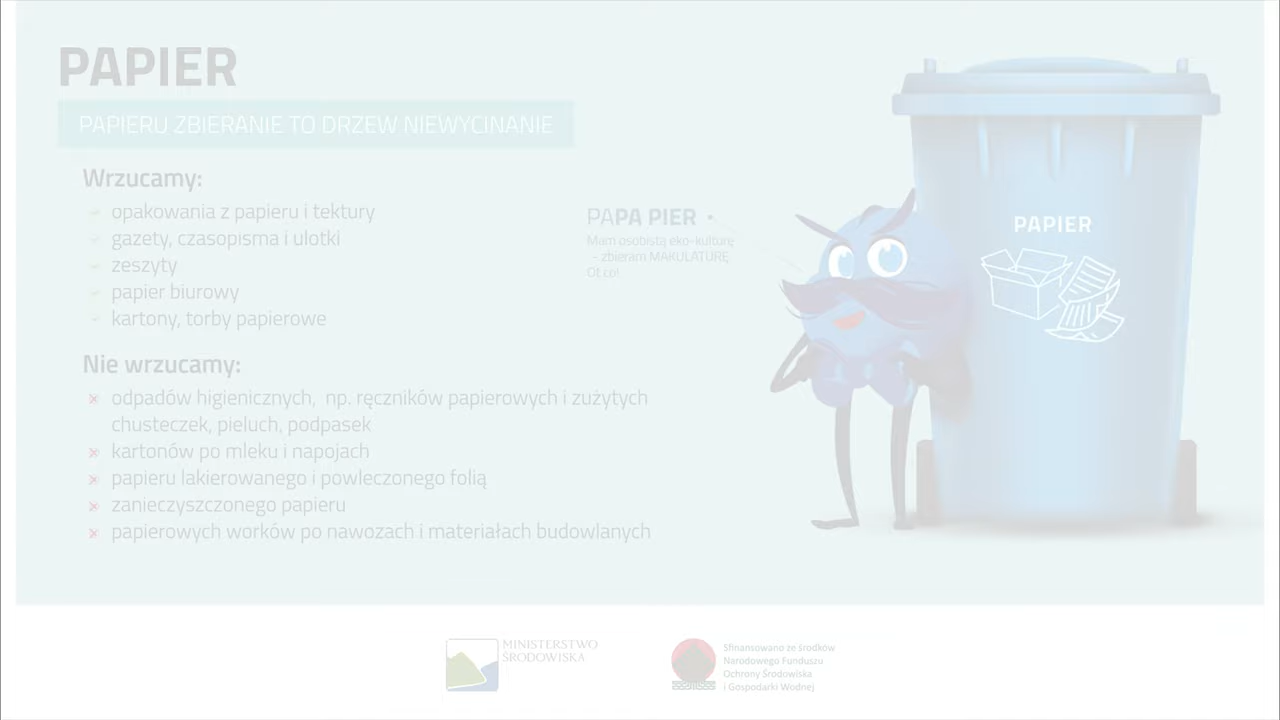 PAPIER
PAPIERU ZBIERANIE TO DRZEW NIEWYCINANIE
Wrzucamy:
opakowania z papieru i tektury
gazety, czasopisma i ulotki
zeszyty
papier biurowy
kartony, torby papierowe
Nie wrzucamy:
odpadów higienicznych, np. ręczników papierowych i zużytych
chusteczek, pieluch, podpasek
kartonów po mleku i napojach
papieru lakierowanego i powleczonego folią
zanieczyszczonego papieru
papierowych worków po nawozach i materiałach budowlanych
PAPA PIER
Mam osobistą eko-kulturę
– zbieram MAKULATURĘ
Ot co!
PAPIER
MINISTERSTWO
ŚRODOWISKA
Sfinansowano ze środków
Narodowego Funduszu
Ochrony Środowiska
i Gospodarki Wodnej